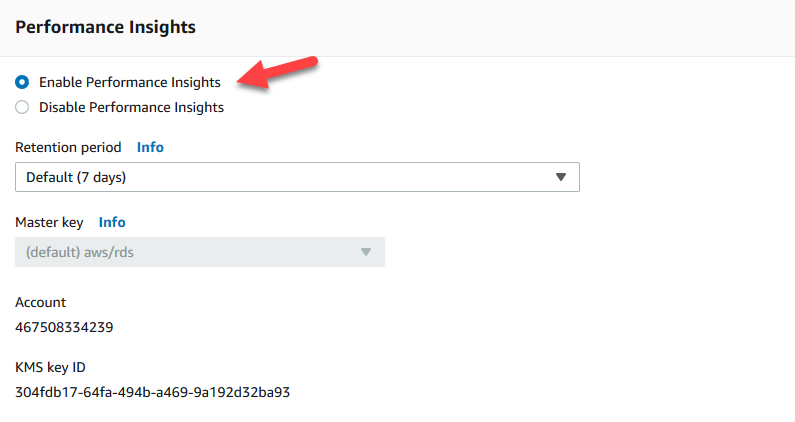 Performance Insights
Enable Performance Insights
Disable Performance Insights
Retention period Info
Default (7 days)
Master key Info
(default) aws/rds
Account
467508334239
KMS key ID
304fdb17-64fa-494b-a469-9a192d32ba93